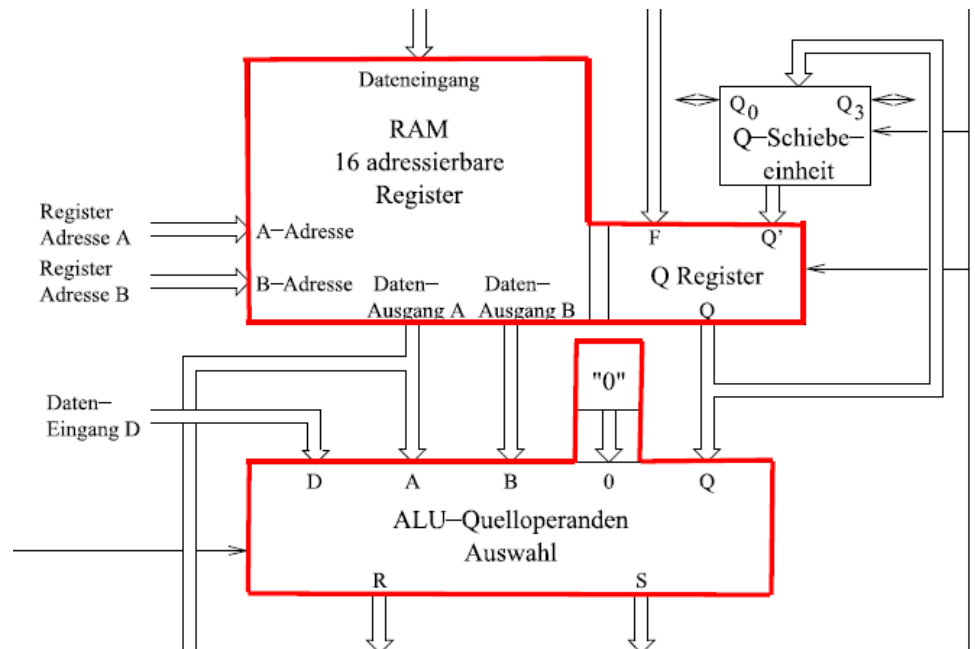 Dateneingang
RAM
16 adressierbare
Register
Q0 Q3
Q–Schiebe–
einheit
Register
Adresse A
A–Adresse
F Q’
Register
Adresse B
B–Adresse
Daten–
Ausgang A
Daten–
Ausgang B
Q Register
Q
"0"
Daten–
Eingang D
D A B 0 Q
ALU–Quelloperanden
Auswahl
R S